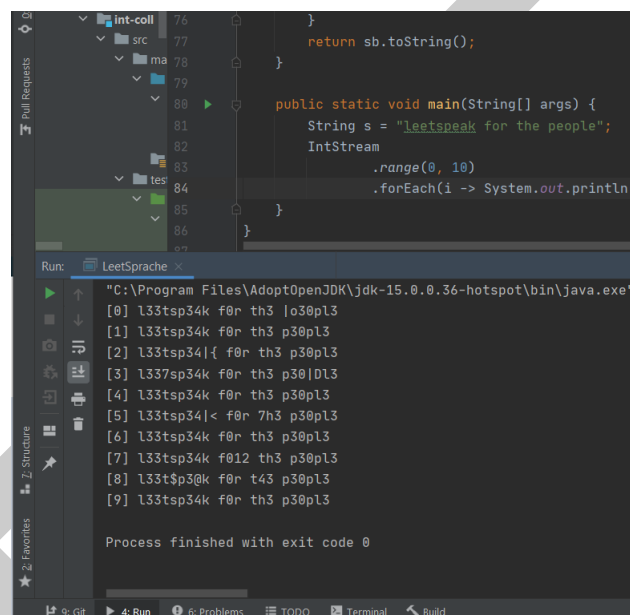 int-coll
src
ma
tes
Pull Requests
76 }
77 return sb.toString();
78 }
79
80 public static void main(String[] args) {
81 String s = "leetspeak for the people";
82 IntStream
83 .range(0, 10)
84 .forEach(i -> System.out.println
85 }
86 }
87
Run: LeetSprache ×
"C:\Program Files\AdoptOpenJDK\jdk-15.0.0.36-hotspot\bin\java.exe"
[0] l33tsp34k f0r th3 |o30pl3
[1] l33tsp34k f0r th3 p30pl3
[2] l33tsp34|{ f0r th3 p30pl3
[3] l337sp34k f0r th3 p30|Dl3
[4] l33tsp34k f0r th3 p30pl3
[5] l33tsp34|< f0r 7h3 p30pl3
[6] l33tsp34k f0r th3 p30pl3
[7] l33tsp34k f012 th3 p30pl3
[8] l33t$p3@k f0r t43 p30pl3
[9] l33tsp34k f0r th3 p30pl3
Process finished with exit code 0
Z: Structure
2: Favorites
9: Git 4: Run 6: Problems TODO Terminal Build